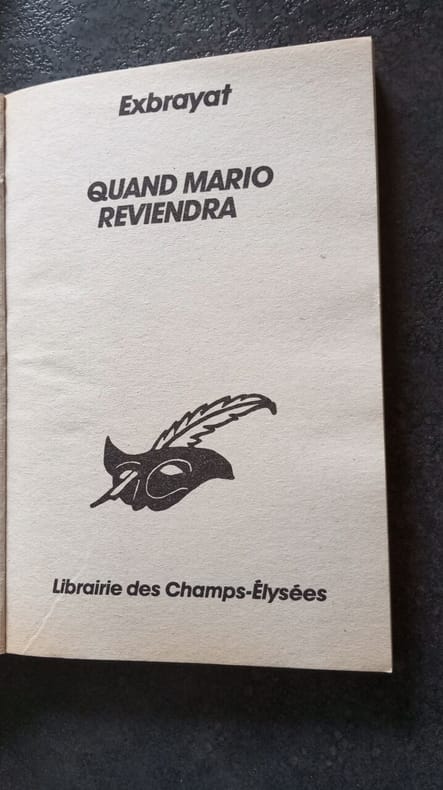 Exbrayat
QUAND MARIO
REVIENDRA
Librairie des Champs-Élysées